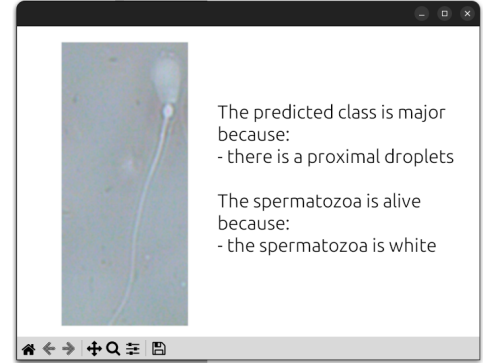 The predicted class is major
because:
- there is a proximal droplets
The spermatozoa is alive
because:
- the spermatozoa is white